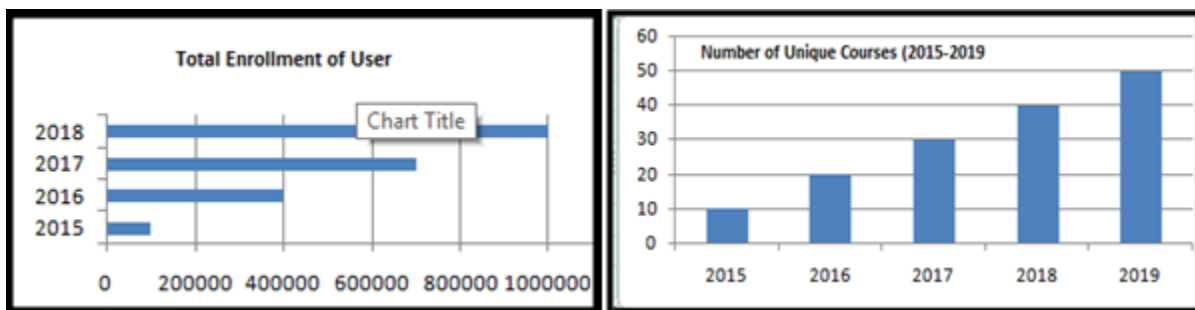 Total Enrollment of User
Chart Title
2018
2017
2016
2015
0 200000 400000 600000 800000 1000000
Number of Unique Courses (2015-2019
60
50
40
30
20
10
0
2015 2016 2017 2018 2019